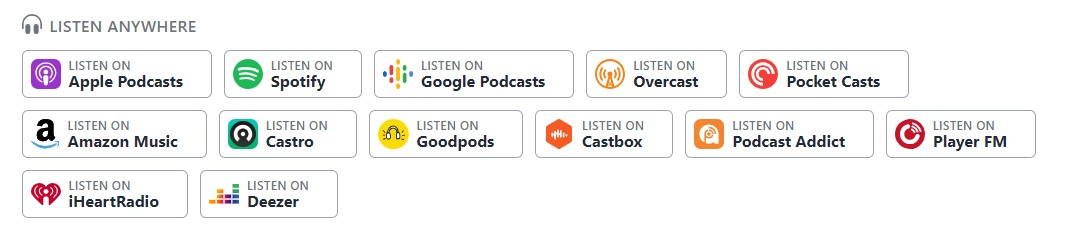 LISTEN ANYWHERE
LISTEN ON
Apple Podcasts
LISTEN ON
Spotify
LISTEN ON
Google Podcasts
LISTEN ON
Overcast
LISTEN ON
Pocket Casts
LISTEN ON
Amazon Music
LISTEN ON
Castro
LISTEN ON
Goodpods
LISTEN ON
Castbox
LISTEN ON
Podcast Addict
LISTEN ON
Player FM
LISTEN ON
iHeartRadio
LISTEN ON
Deezer